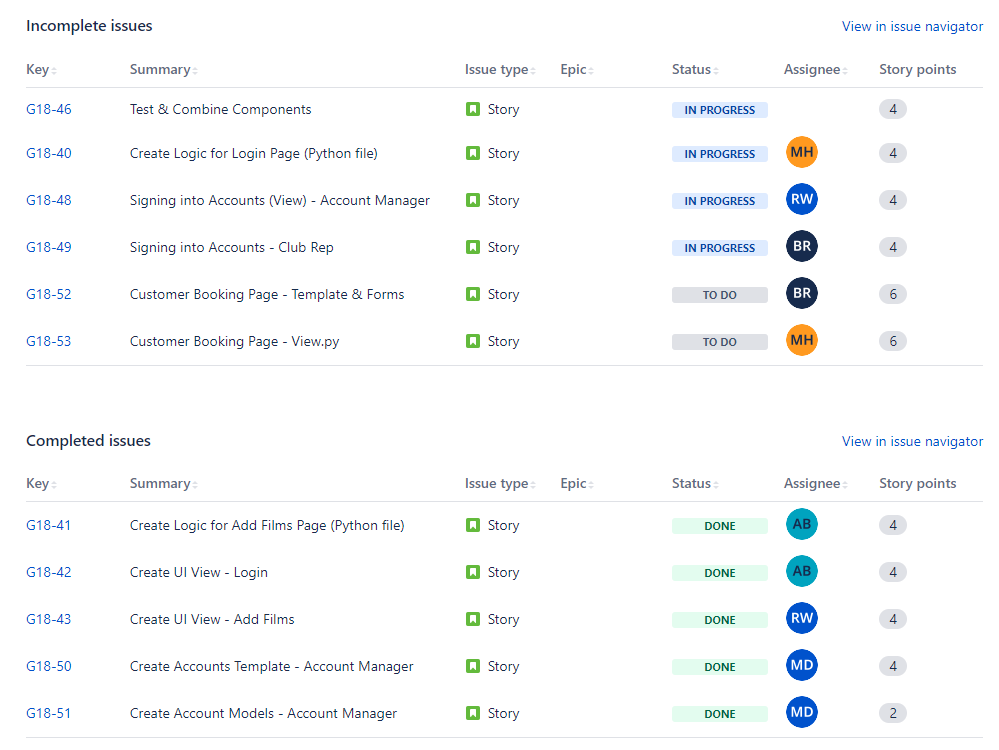 Incomplete issues View in issue navigator
Key Summary Issue type Epic Status Assignee Story points
G18-46 Test & Combine Components Story IN PROGRESS 4
G18-40 Create Logic for Login Page (Python file) Story IN PROGRESS MH 4
G18-48 Signing into Accounts (View) - Account Manager Story IN PROGRESS RW 4
G18-49 Signing into Accounts - Club Rep Story IN PROGRESS BR 4
G18-52 Customer Booking Page - Template & Forms Story TO DO BR 6
G18-53 Customer Booking Page - View.py Story TO DO MH 6
Completed issues View in issue navigator
Key Summary Issue type Epic Status Assignee Story points
G18-41 Create Logic for Add Films Page (Python file) Story DONE AB 4
G18-42 Create UI View - Login Story DONE AB 4
G18-43 Create UI View - Add Films Story DONE RW 4
G18-50 Create Accounts Template - Account Manager Story DONE MD 4
G18-51 Create Account Models - Account Manager Story DONE MD 2